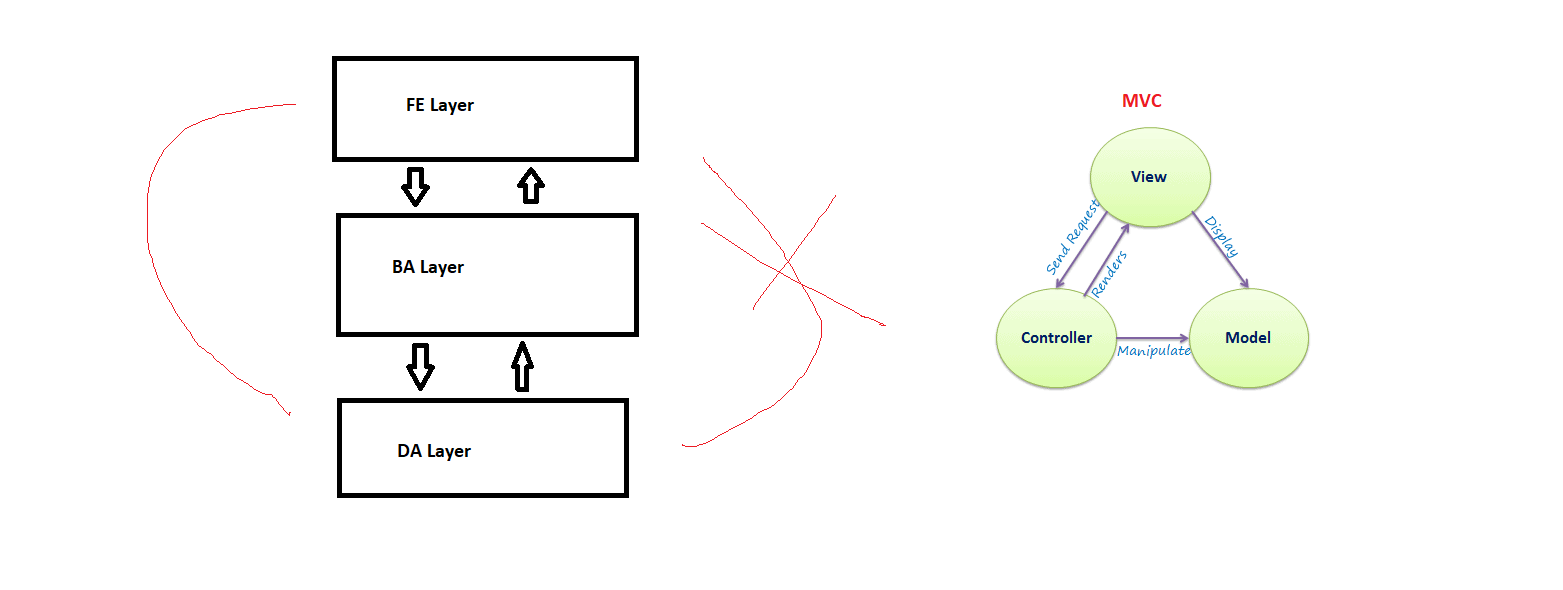 FE Layer
BA Layer
DA Layer
MVC
View
Send Request
Renders
Display
Controller
Manipulate
Model